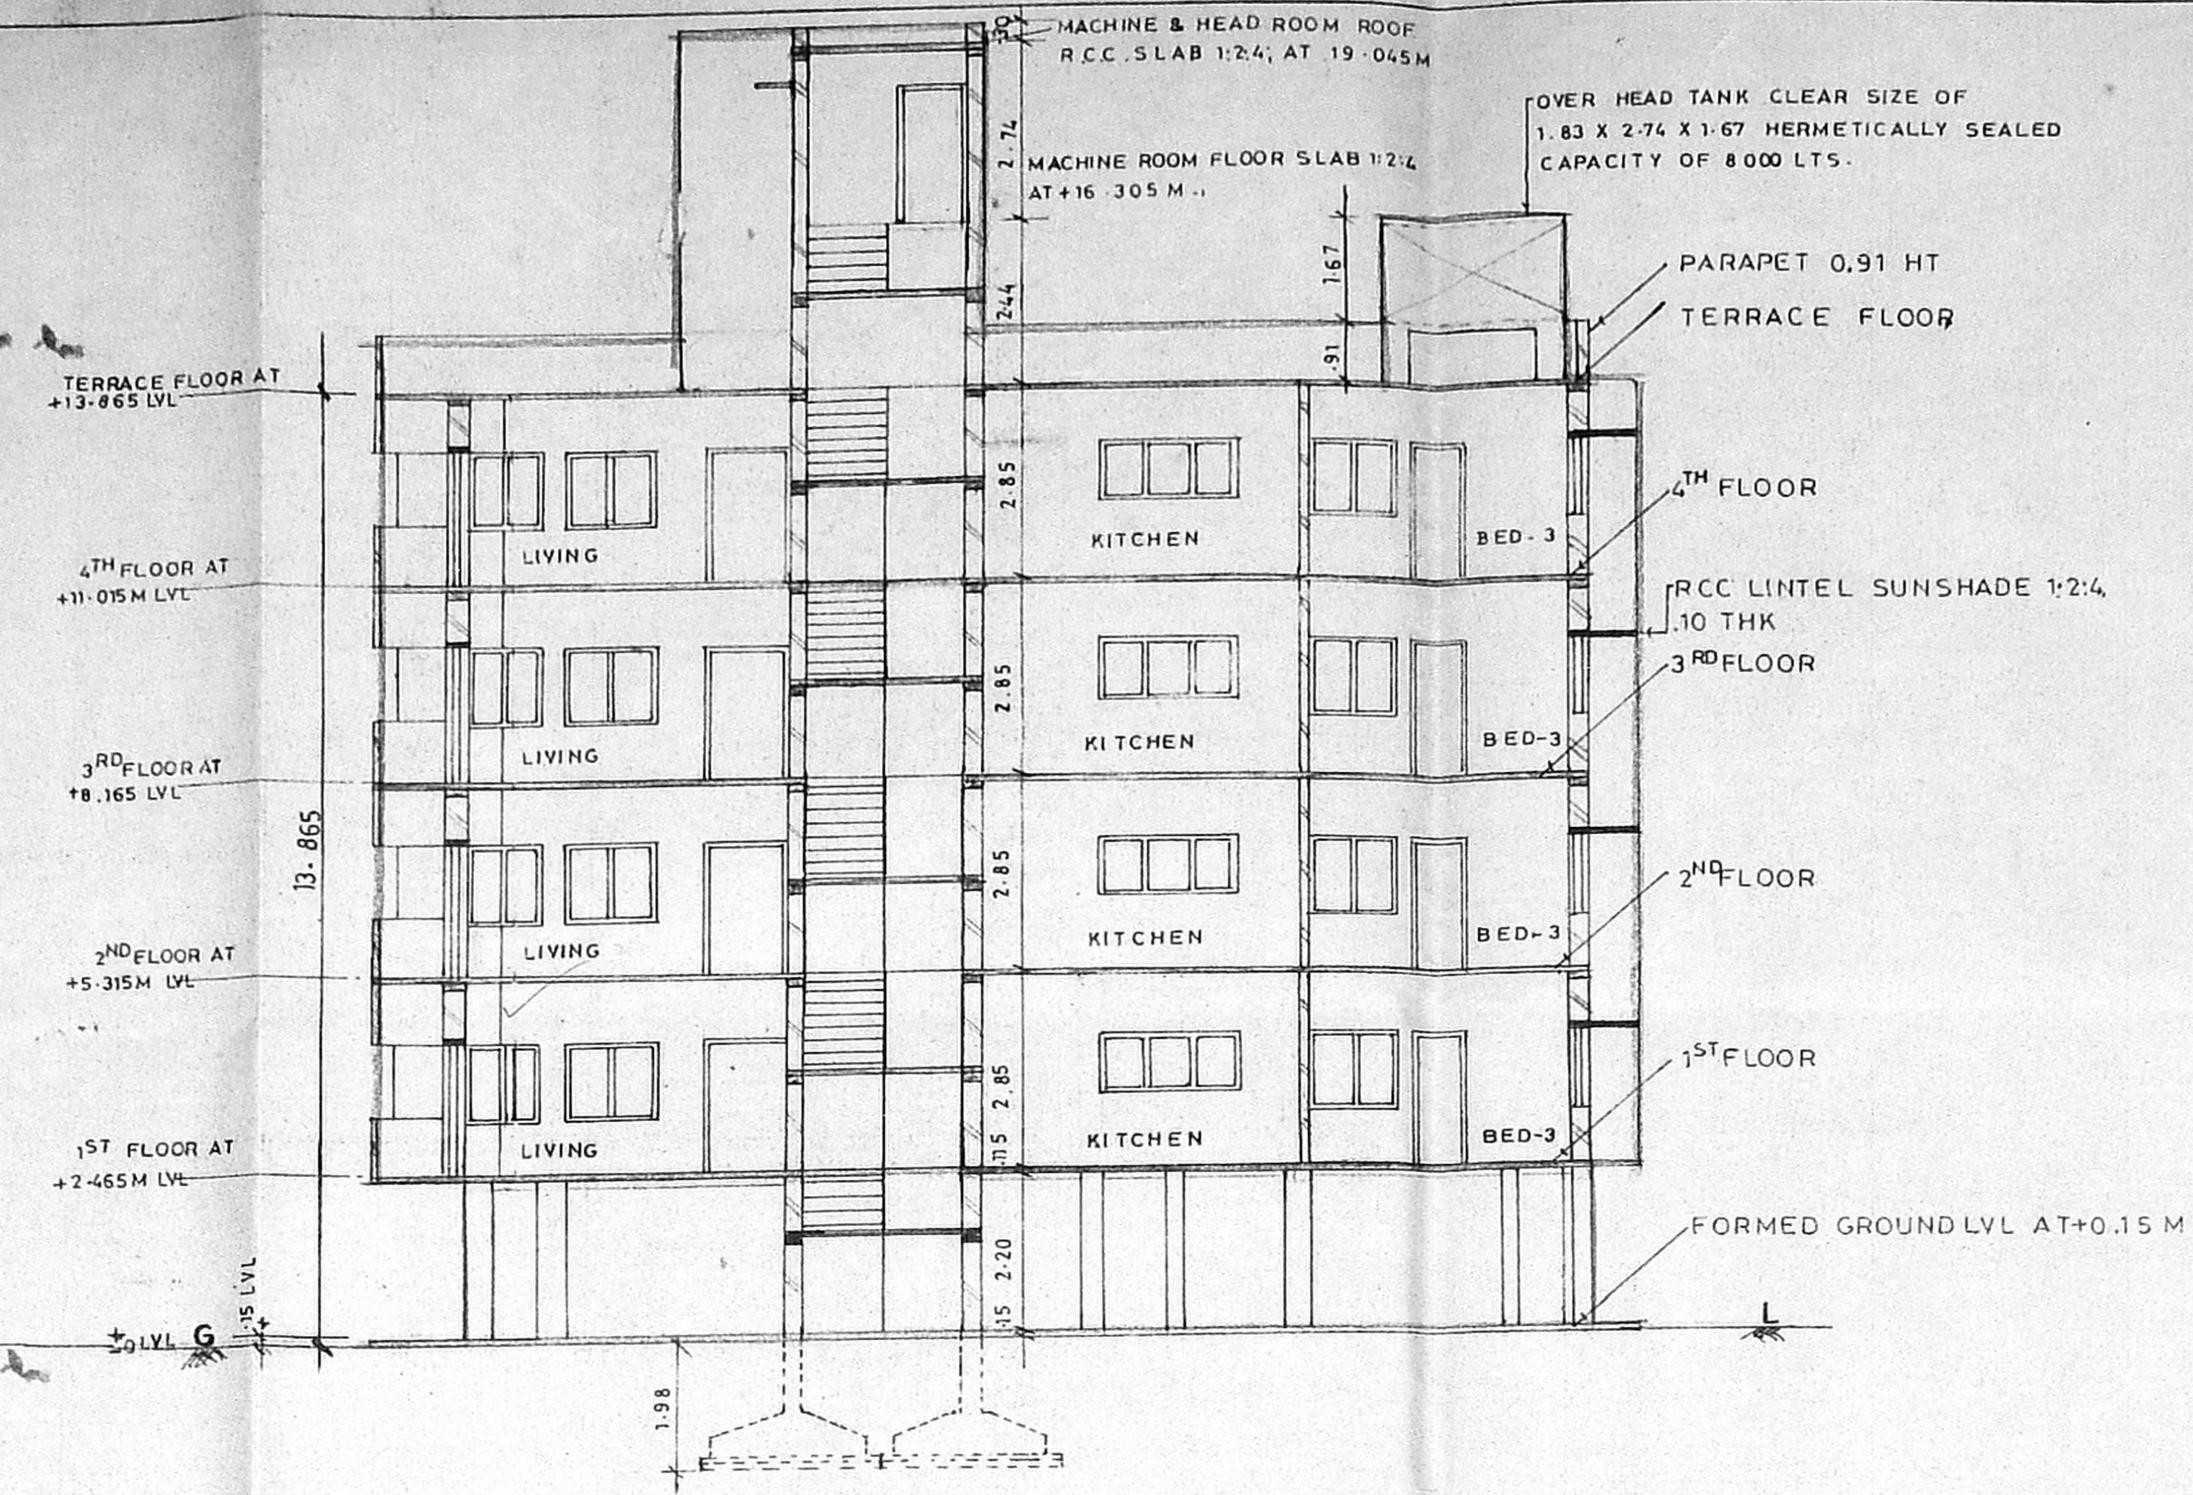 .30
MACHINE & HEAD ROOM ROOF
R.C.C. SLAB 1:2:4, AT 19.045M
OVER HEAD TANK CLEAR SIZE OF
1.83 X 2.74 X 1.67 HERMETICALLY SEALED
CAPACITY OF 8000 LTS.
2.74
MACHINE ROOM FLOOR SLAB 1:2:4
AT +16.305 M
1.67
PARAPET 0.91 HT
2.44
TERRACE FLOOR
.91
TERRACE FLOOR AT
+13.865 LVL
2.85
4TH FLOOR
LIVING
KITCHEN
BED-3
4TH FLOOR AT
+11.015M LVL
RCC LINTEL SUNSHADE 1:2:4,
.10 THK
3RD FLOOR
2.85
LIVING
KITCHEN
BED-3
3RD FLOOR AT
+8.165 LVL
13.865
2.85
2ND FLOOR
LIVING
KITCHEN
BED-3
2ND FLOOR AT
+5.315M LVL
2.85
1ST FLOOR
LIVING
KITCHEN
BED-3
1ST FLOOR AT
+2.465M LVL
.115
FORMED GROUND LVL AT +0.15 M
2.20
.15 LVL
.15
±0 LVL
G
L
1.98